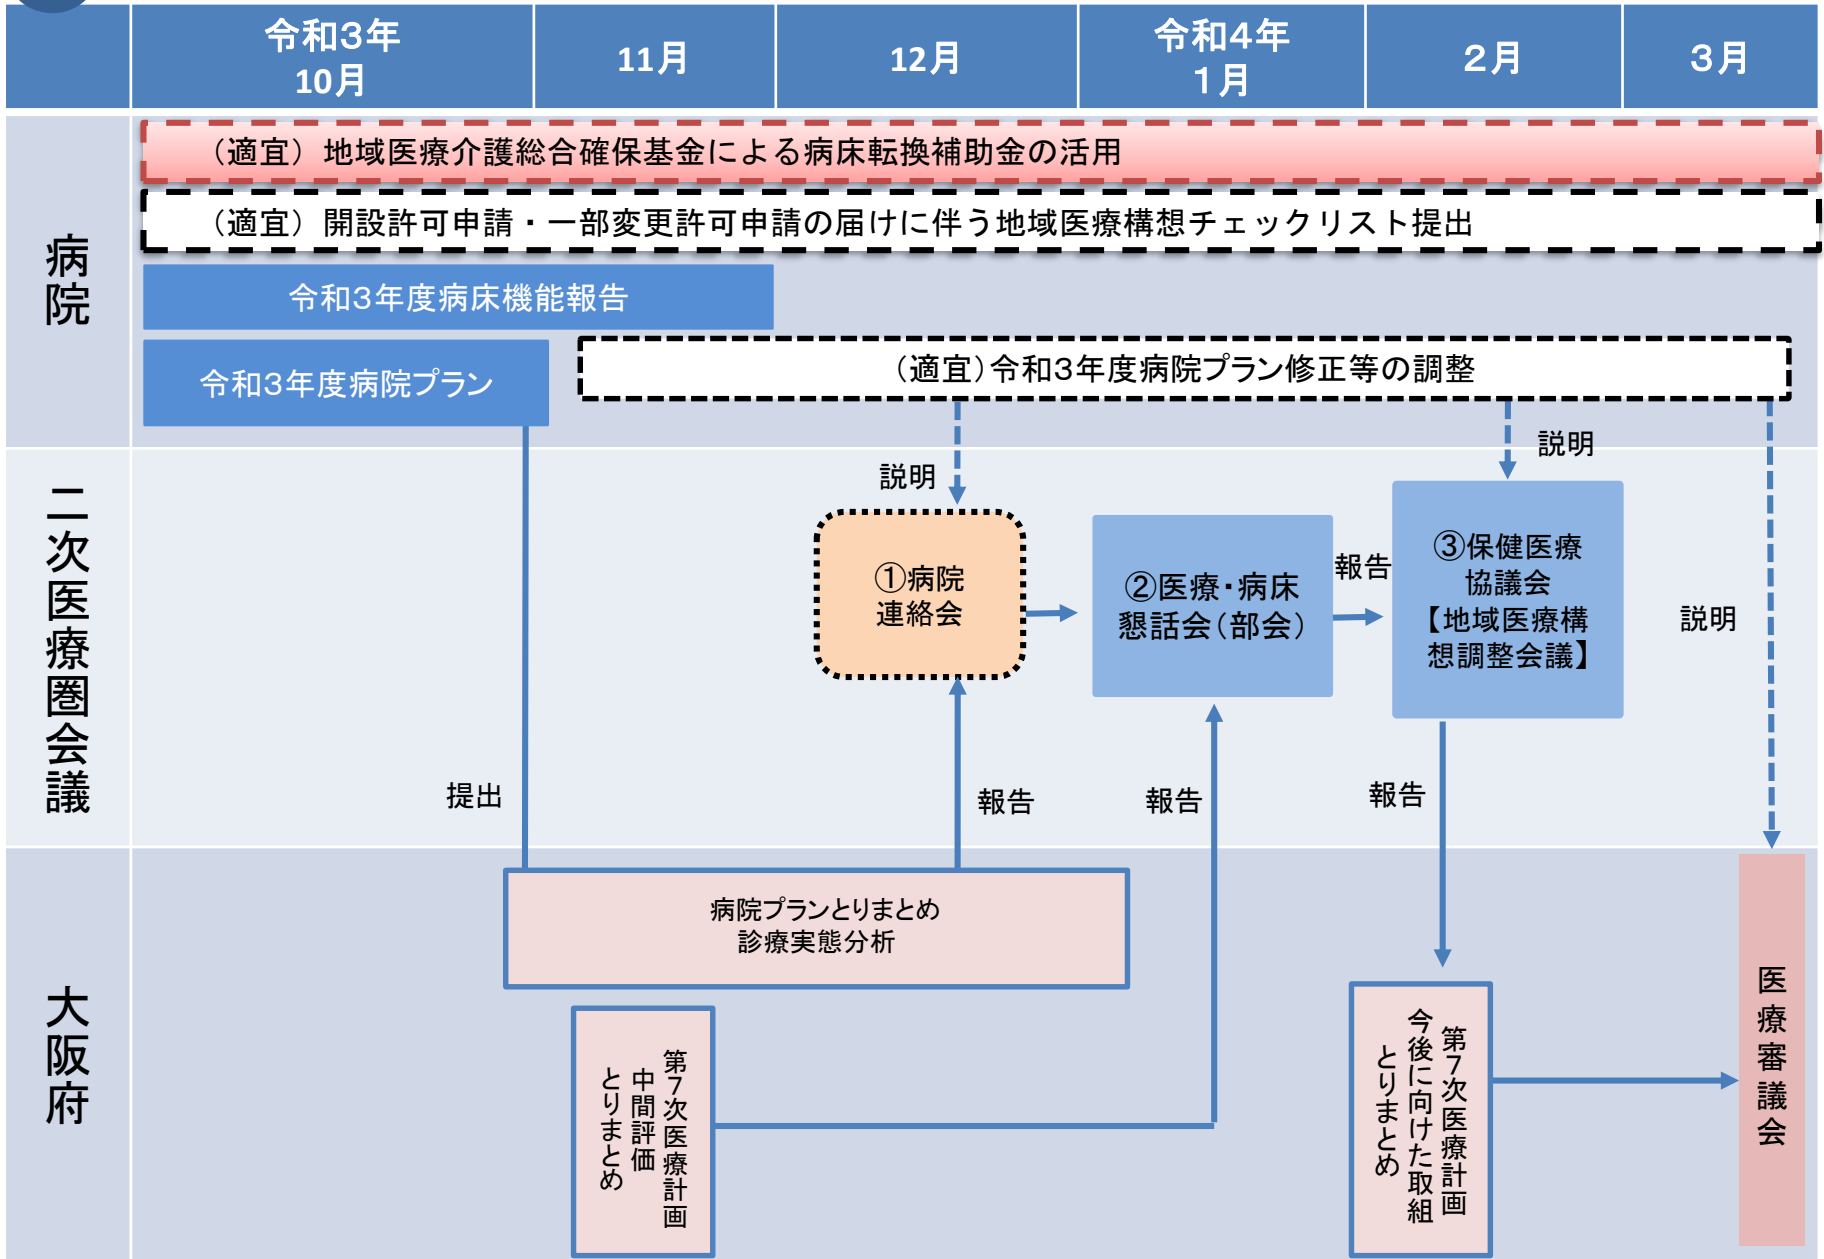 令和3年
10月
11月
12月
令和4年
1月
2月
3月
病院
（適宜）地域医療介護総合確保基金による病床転換補助金の活用
（適宜）開設許可申請・一部変更許可申請の届けに伴う地域医療構想チェックリスト提出
令和3年度病床機能報告
令和3年度病院プラン
（適宜）令和3年度病院プラン修正等の調整
二次医療圏会議
説明
説明
説明
①病院
連絡会
②医療・病床
懇話会（部会）
報告
③保健医療
協議会
【地域医療構
想調整会議】
提出
報告
報告
報告
大阪府
病院プランとりまとめ
診療実態分析
第7次医療計画
中間評価
とりまとめ
第7次医療計画
今後に向けた取組
とりまとめ
医療審議会